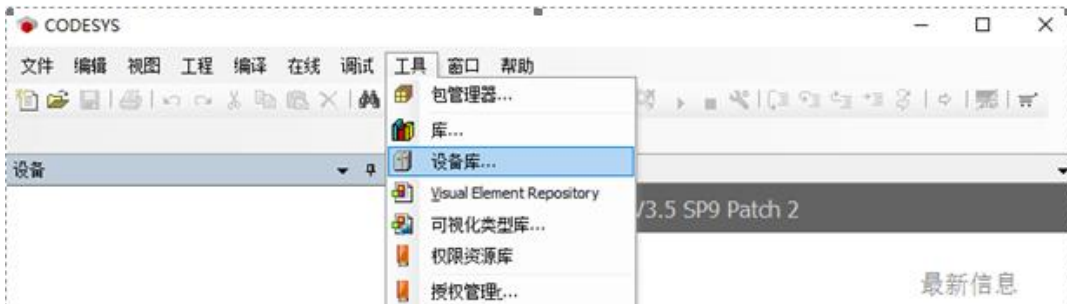 CODESYS
文件 编辑 视图 工程 编译 在线 调试 工具 窗口 帮助
包管理器...
库...
设备库...
设备
Visual Element Repository
V3.5 SP9 Patch 2
可视化类型库...
权限资源库
授权管理...
最新信息